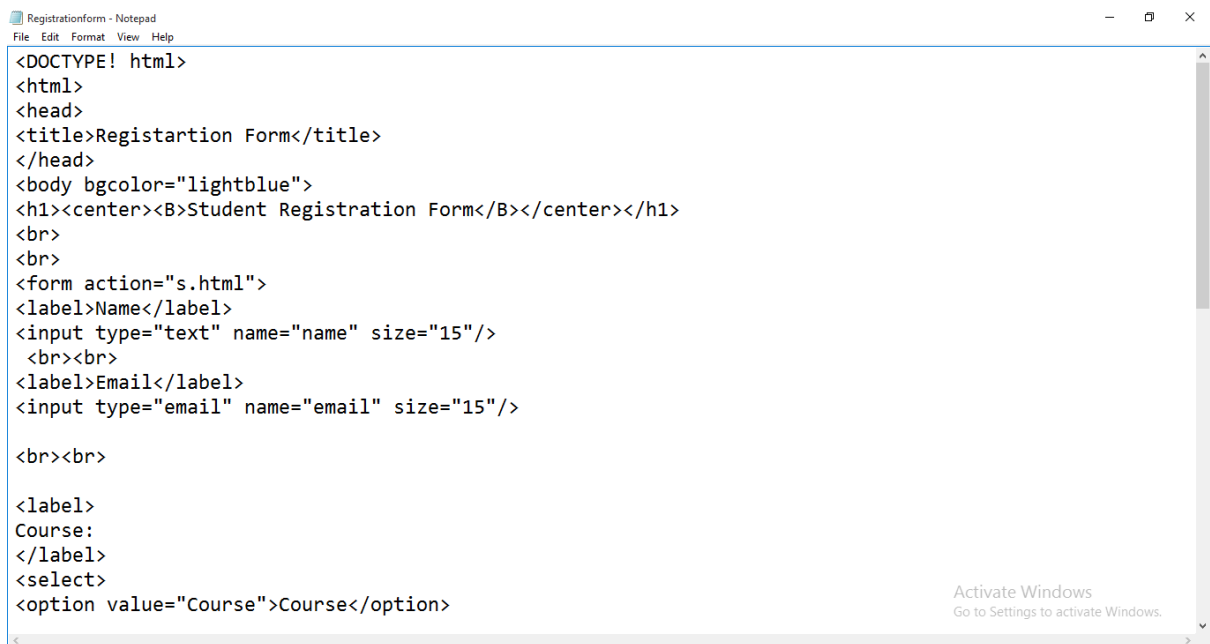 Registrationform - Notepad
File Edit Format View Help
<DOCTYPE! html>
<html>
<head>
<title>Registartion Form</title>
</head>
<body bgcolor="lightblue">
<h1><center><B>Student Registration Form</B></center></h1>
<br>
<br>
<form action="s.html">
<label>Name</label>
<input type="text" name="name" size="15"/>
<br><br>
<label>Email</label>
<input type="email" name="email" size="15"/>
<br><br>
<label>
Course:
</label>
<select>
<option value="Course">Course</option>
Activate Windows
Go to Settings to activate Windows.